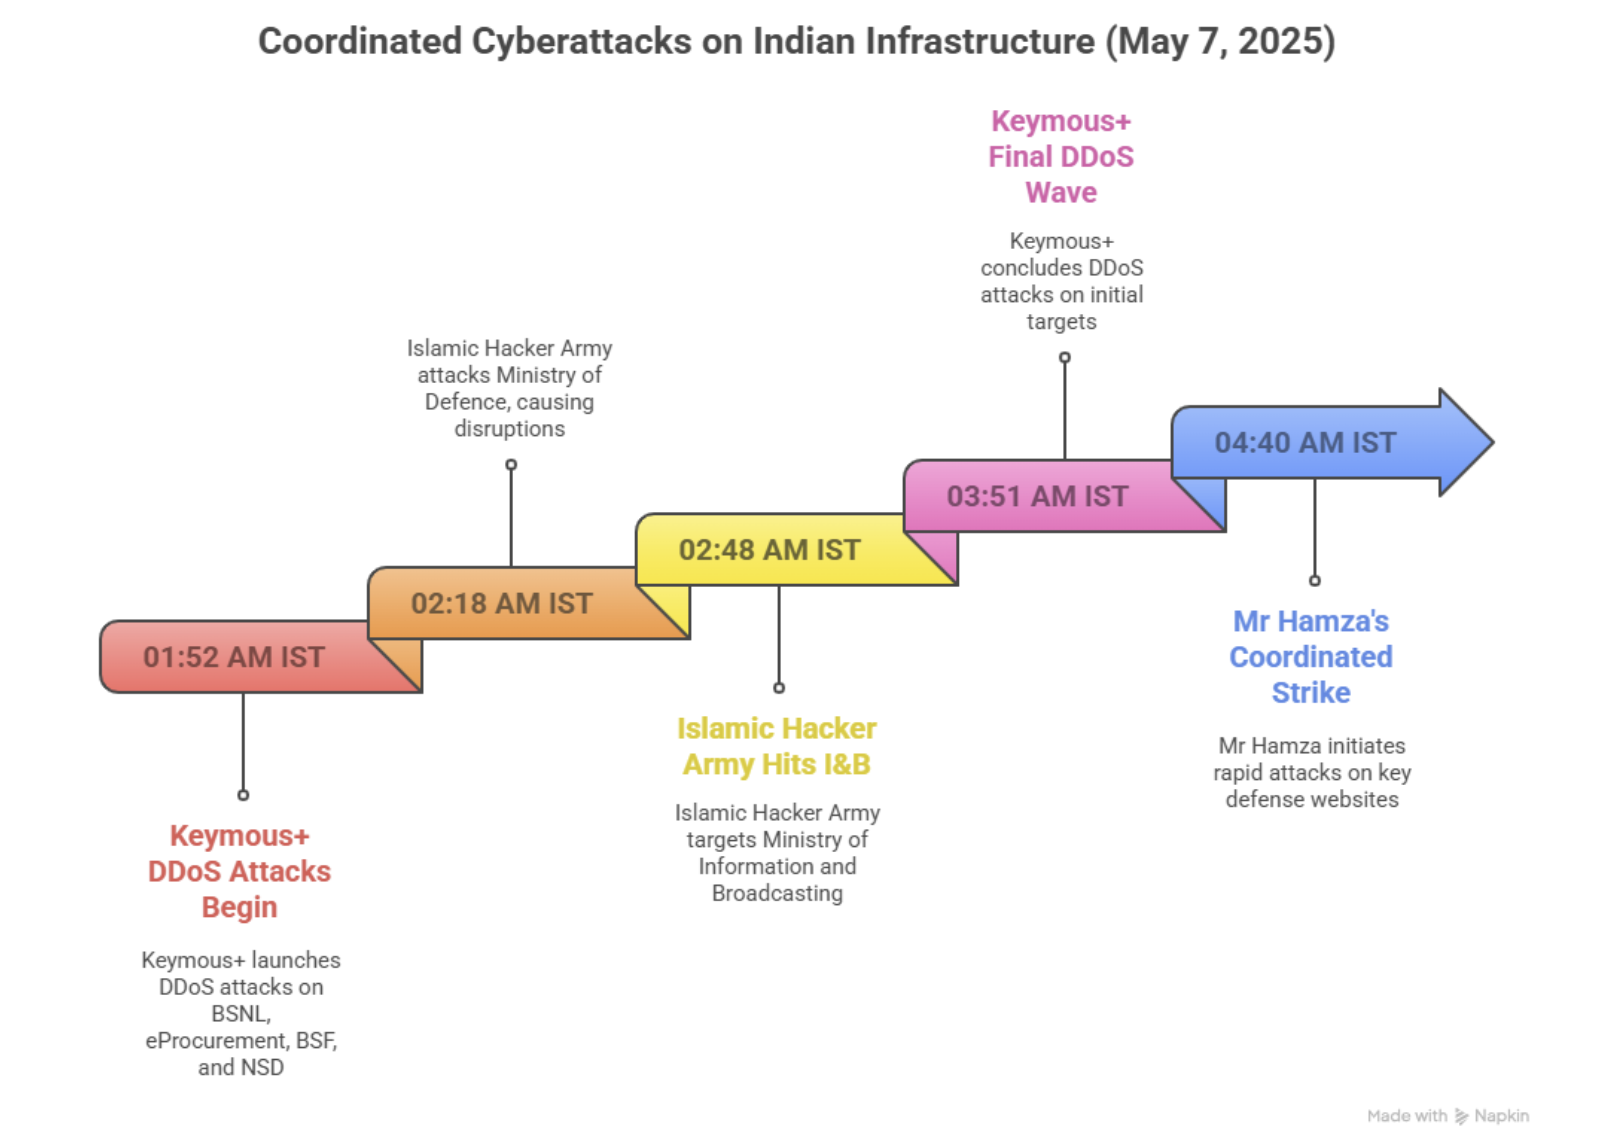 Coordinated Cyberattacks on Indian Infrastructure (May 7, 2025)
01:52 AM IST
Keymous+
DDoS Attacks
Begin
Keymous+ launches
DDoS attacks on
BSNL,
eProcurement, BSF,
and NSD
02:18 AM IST
Islamic Hacker Army
attacks Ministry of
Defence, causing
disruptions
02:48 AM IST
Islamic Hacker
Army Hits I&B
Islamic Hacker Army
targets Ministry of
Information and
Broadcasting
03:51 AM IST
Keymous+
Final DDoS
Wave
Keymous+
concludes DDoS
attacks on initial
targets
04:40 AM IST
Mr Hamza's
Coordinated
Strike
Mr Hamza initiates
rapid attacks on key
defense websites
Made with Napkin